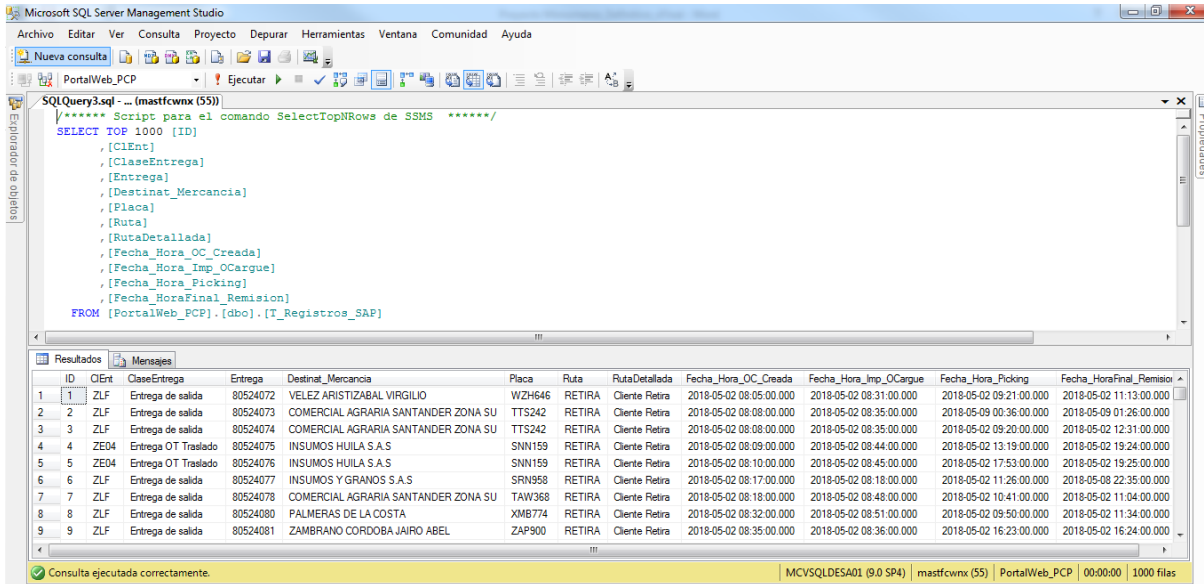 Microsoft SQL Server Management Studio
Archivo Editar Ver Consulta Proyecto Depurar Herramientas Ventana Comunidad Ayuda
Nueva consulta
PortalWeb_PCP Ejecutar
SQLQuery3.sql - ... (mastfcwnx (55))
Explorador de objetos
Propiedades
/****** Script para el comando SelectTopNRows de SSMS ******/
SELECT TOP 1000 [ID]
,[ClEnt]
,[ClaseEntrega]
,[Entrega]
,[Destinat_Mercancia]
,[Placa]
,[Ruta]
,[RutaDetallada]
,[Fecha_Hora_OC_Creada]
,[Fecha_Hora_Imp_OCargue]
,[Fecha_Hora_Picking]
,[Fecha_HoraFinal_Remision]
FROM [PortalWeb_PCP].[dbo].[T_Registros_SAP]
Resultados Mensajes
ID ClEnt ClaseEntrega Entrega Destinat_Mercancia Placa Ruta RutaDetallada Fecha_Hora_OC_Creada Fecha_Hora_Imp_OCargue Fecha_Hora_Picking Fecha_HoraFinal_Remision
1 1 ZLF Entrega de salida 80524072 VELEZ ARISTIZABAL VIRGILIO WZH646 RETIRA Cliente Retira 2018-05-02 08:05:00.000 2018-05-02 08:31:00.000 2018-05-02 09:21:00.000 2018-05-02 11:13:00.000
2 2 ZLF Entrega de salida 80524073 COMERCIAL AGRARIA SANTANDER ZONA SU TTS242 RETIRA Cliente Retira 2018-05-02 08:08:00.000 2018-05-02 08:35:00.000 2018-05-09 00:36:00.000 2018-05-09 01:26:00.000
3 3 ZLF Entrega de salida 80524074 COMERCIAL AGRARIA SANTANDER ZONA SU TTS242 RETIRA Cliente Retira 2018-05-02 08:08:00.000 2018-05-02 08:35:00.000 2018-05-02 09:20:00.000 2018-05-02 12:31:00.000
4 4 ZE04 Entrega OT Traslado 80524075 INSUMOS HUILA S.A.S SNN159 RETIRA Cliente Retira 2018-05-02 08:09:00.000 2018-05-02 08:44:00.000 2018-05-02 13:19:00.000 2018-05-02 19:24:00.000
5 5 ZE04 Entrega OT Traslado 80524076 INSUMOS HUILA S.A.S SNN159 RETIRA Cliente Retira 2018-05-02 08:10:00.000 2018-05-02 08:45:00.000 2018-05-02 17:53:00.000 2018-05-02 19:25:00.000
6 6 ZLF Entrega de salida 80524077 INSUMOS Y GRANOS S.A.S SRN958 RETIRA Cliente Retira 2018-05-02 08:17:00.000 2018-05-02 08:18:00.000 2018-05-02 11:26:00.000 2018-05-08 22:35:00.000
7 7 ZLF Entrega de salida 80524078 COMERCIAL AGRARIA SANTANDER ZONA SU TAW368 RETIRA Cliente Retira 2018-05-02 08:18:00.000 2018-05-02 08:48:00.000 2018-05-02 10:41:00.000 2018-05-02 11:04:00.000
8 8 ZLF Entrega de salida 80524080 PALMERAS DE LA COSTA XMB774 RETIRA Cliente Retira 2018-05-02 08:32:00.000 2018-05-02 08:51:00.000 2018-05-02 09:50:00.000 2018-05-02 11:34:00.000
9 9 ZLF Entrega de salida 80524081 ZAMBRANO CORDOBA JAIRO ABEL ZAP900 RETIRA Cliente Retira 2018-05-02 08:35:00.000 2018-05-02 08:36:00.000 2018-05-02 16:23:00.000 2018-05-02 16:24:00.000
Consulta ejecutada correctamente. MCVSQLDESA01 (9.0 SP4) mastfcwnx (55) PortalWeb_PCP 00:00:00 1000 filas